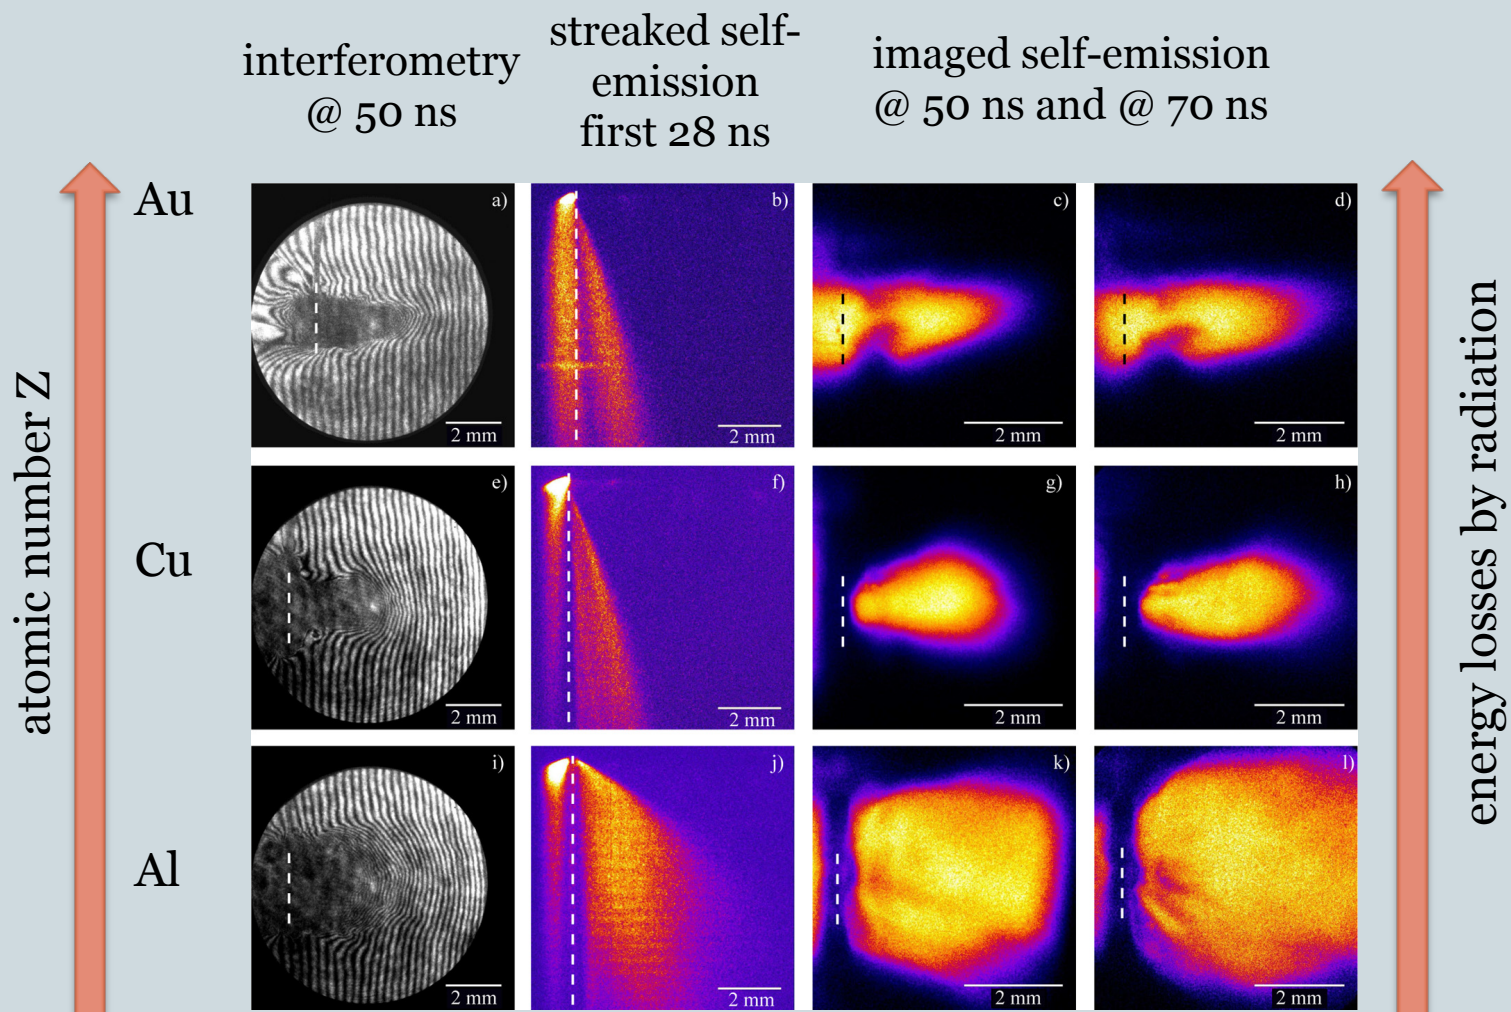 interferometry
@ 50 ns
streaked self-
emission
first 28 ns
imaged self-emission
@ 50 ns and @ 70 ns
atomic number Z
energy losses by radiation
Au
a)
2 mm
b)
2 mm
c)
2 mm
d)
2 mm
Cu
e)
2 mm
f)
2 mm
g)
2 mm
h)
2 mm
Al
i)
2 mm
j)
2 mm
k)
2 mm
l)
2 mm